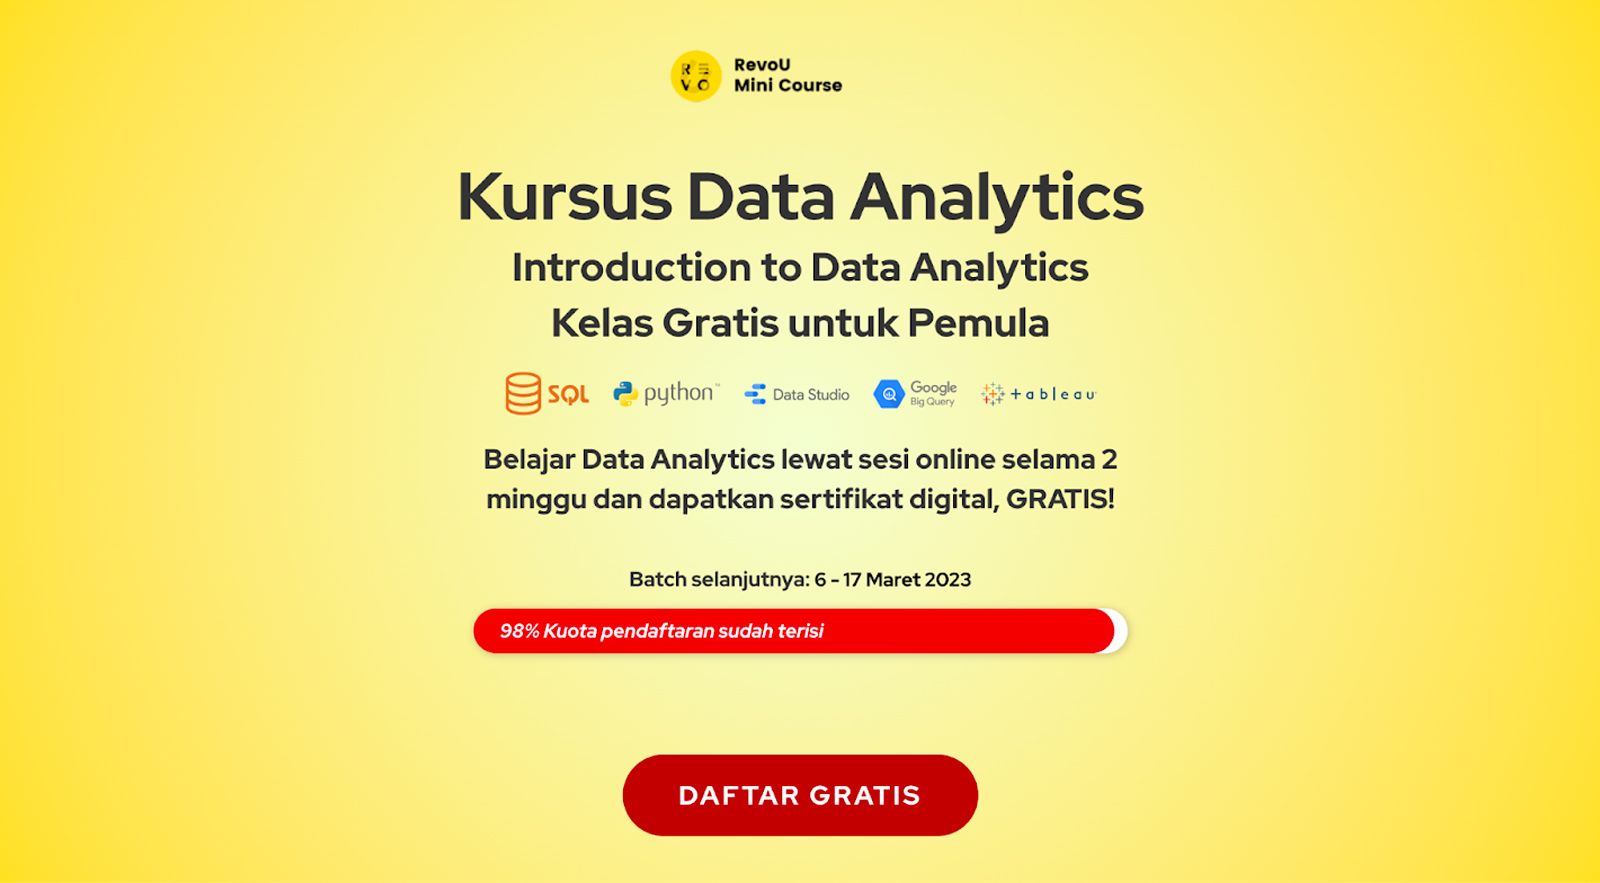 RevoU
Mini Course
Kursus Data Analytics
Introduction to Data Analytics
Kelas Gratis untuk Pemula
SQL python™ Data Studio Google Big Query +ableau
Belajar Data Analytics lewat sesi online selama 2
minggu dan dapatkan sertifikat digital, GRATIS!
Batch selanjutnya: 6 - 17 Maret 2023
98% Kuota pendaftaran sudah terisi
DAFTAR GRATIS